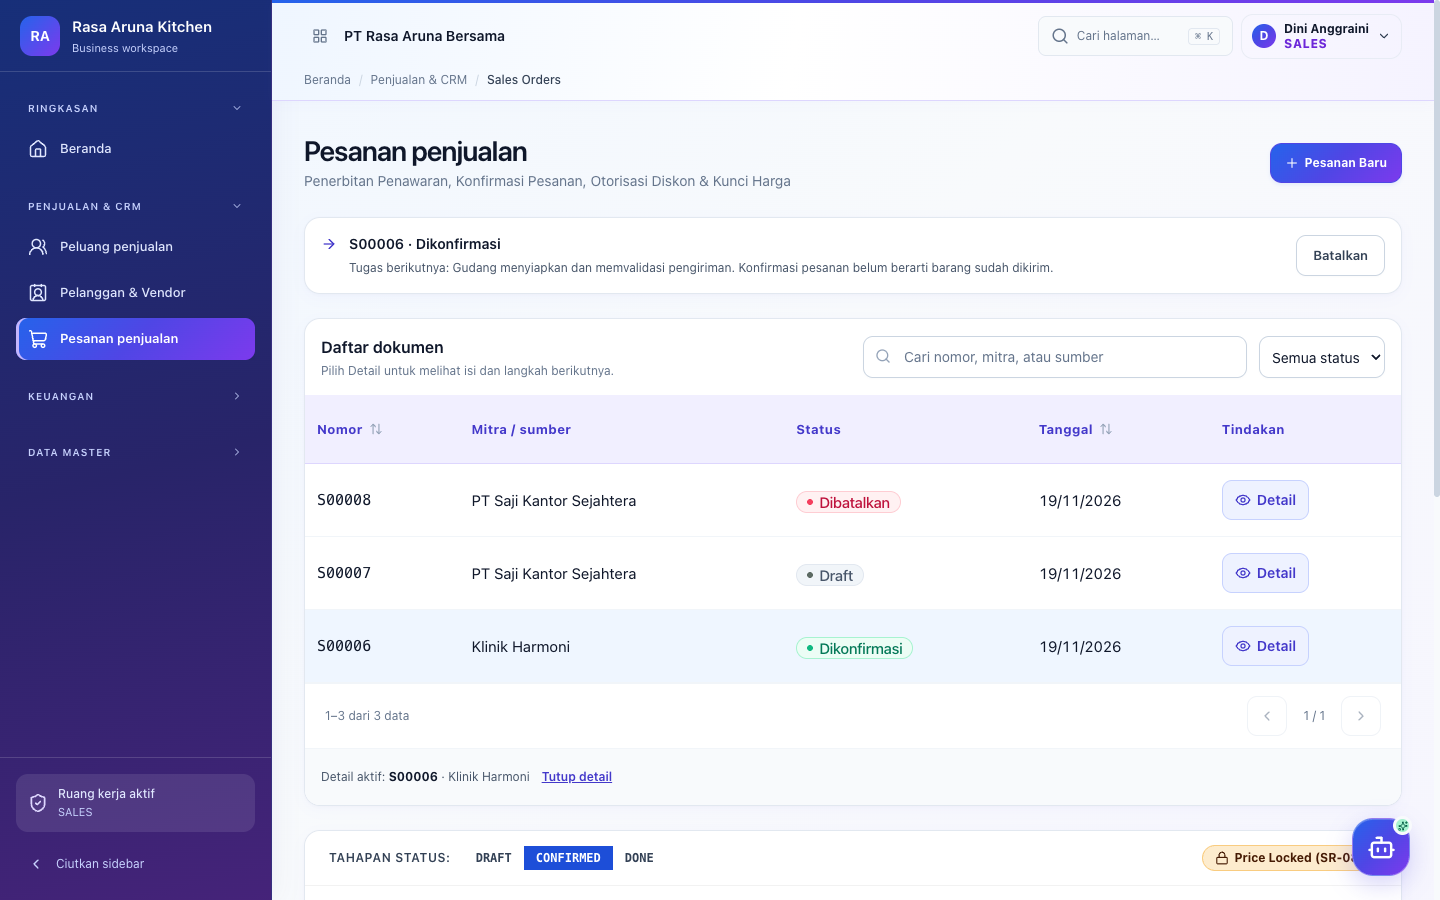 RA
Rasa Aruna Kitchen
Business workspace
RINGKASAN
Beranda
PENJUALAN & CRM
Peluang penjualan
Pelanggan & Vendor
Pesanan penjualan
KEUANGAN
DATA MASTER
Ruang kerja aktif
SALES
Ciutkan sidebar
PT Rasa Aruna Bersama
Cari halaman...
⌘ K
D
Dini Anggraini
SALES
Beranda / Penjualan & CRM / Sales Orders
Pesanan penjualan
Penerbitan Penawaran, Konfirmasi Pesanan, Otorisasi Diskon & Kunci Harga
Pesanan Baru
S00006 · Dikonfirmasi
Tugas berikutnya: Gudang menyiapkan dan memvalidasi pengiriman. Konfirmasi pesanan belum berarti barang sudah dikirim.
Batalkan
Daftar dokumen
Pilih Detail untuk melihat isi dan langkah berikutnya.
Cari nomor, mitra, atau sumber
Semua status
Nomor Mitra / sumber Status Tanggal Tindakan
S00008 PT Saji Kantor Sejahtera Dibatalkan 19/11/2026 Detail
S00007 PT Saji Kantor Sejahtera Draft 19/11/2026 Detail
S00006 Klinik Harmoni Dikonfirmasi 19/11/2026 Detail
1–3 dari 3 data
1 / 1
Detail aktif: S00006 · Klinik Harmoni Tutup detail
TAHAPAN STATUS: DRAFT CONFIRMED DONE
Price Locked